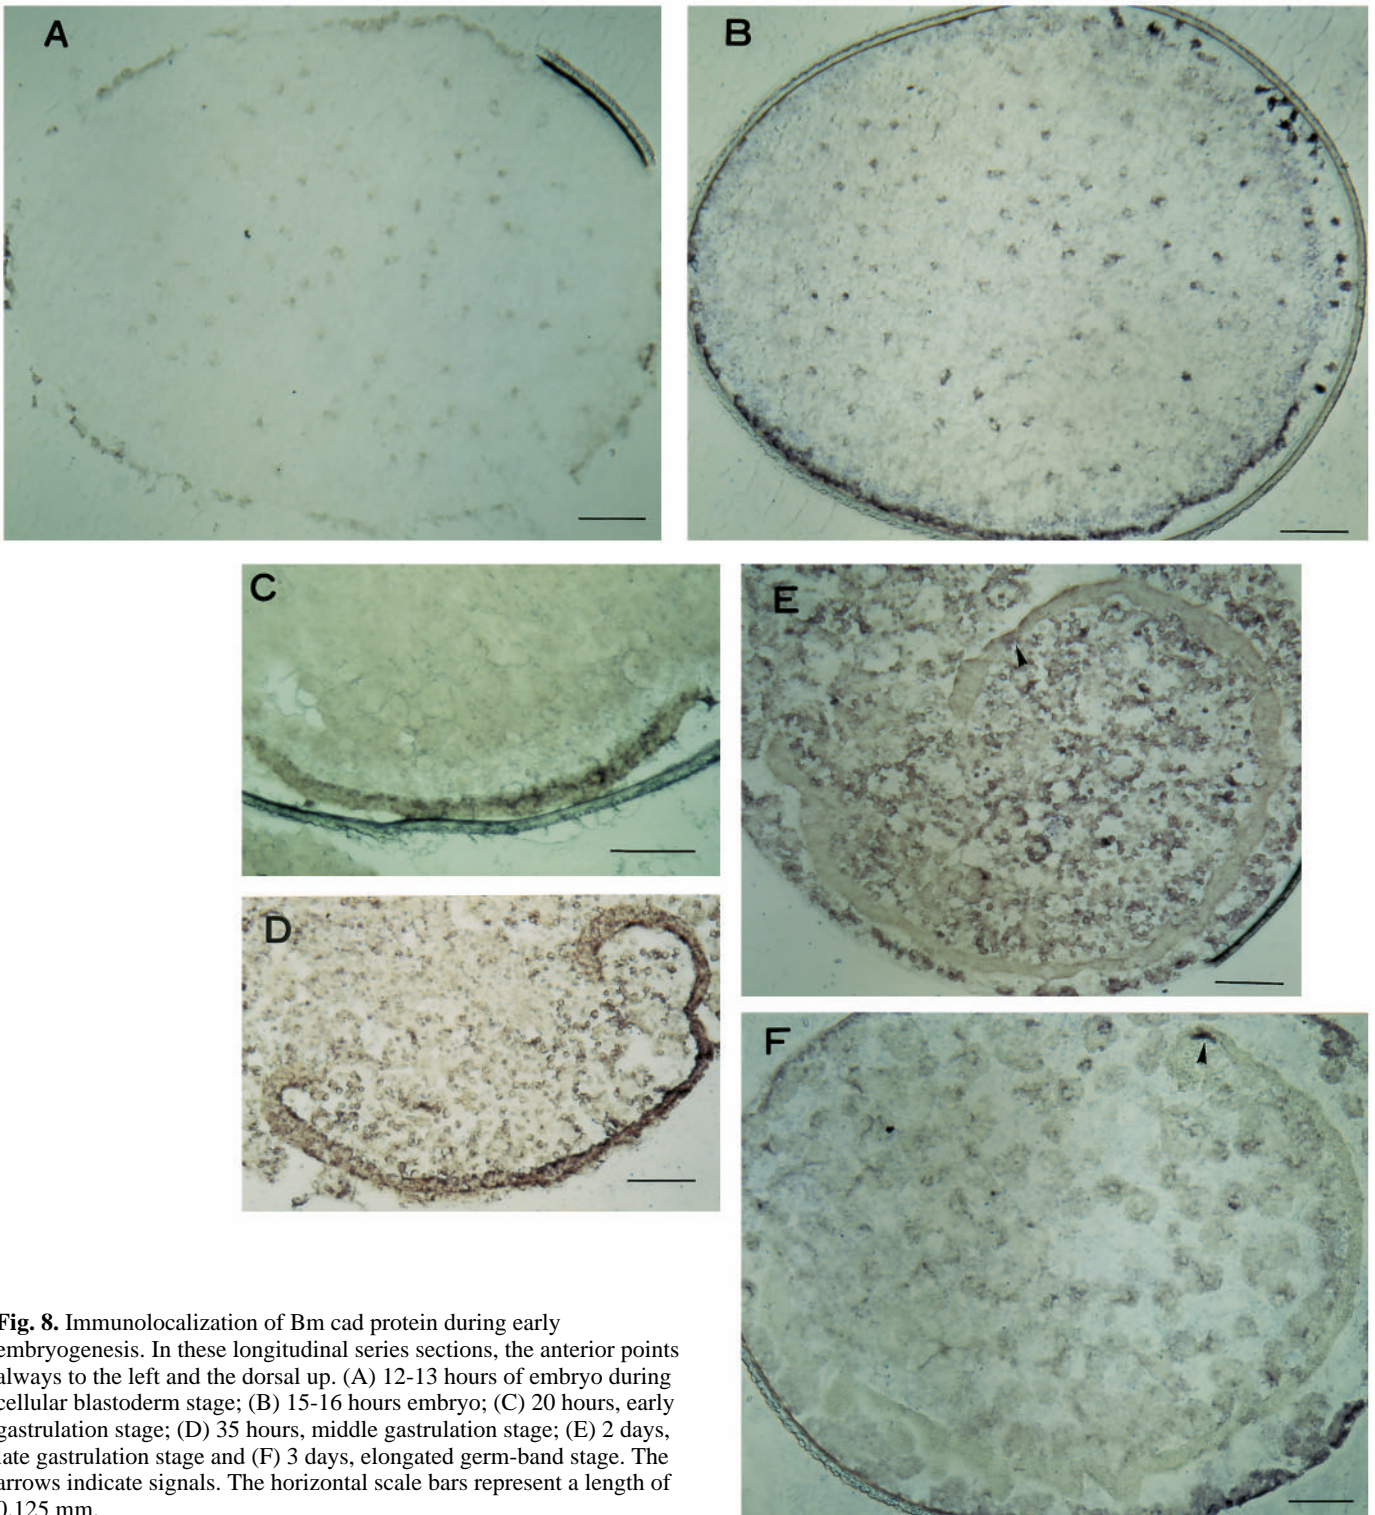 A
B
C
E
D
F
Fig. 8. Immunolocalization of Bm cad protein during early
embryogenesis. In these longitudinal series sections, the anterior points
always to the left and the dorsal up. (A) 12-13 hours of embryo during
cellular blastoderm stage; (B) 15-16 hours embryo; (C) 20 hours, early
gastrulation stage; (D) 35 hours, middle gastrulation stage; (E) 2 days,
late gastrulation stage and (F) 3 days, elongated germ-band stage. The
arrows indicate signals. The horizontal scale bars represent a length of
0.125 mm.